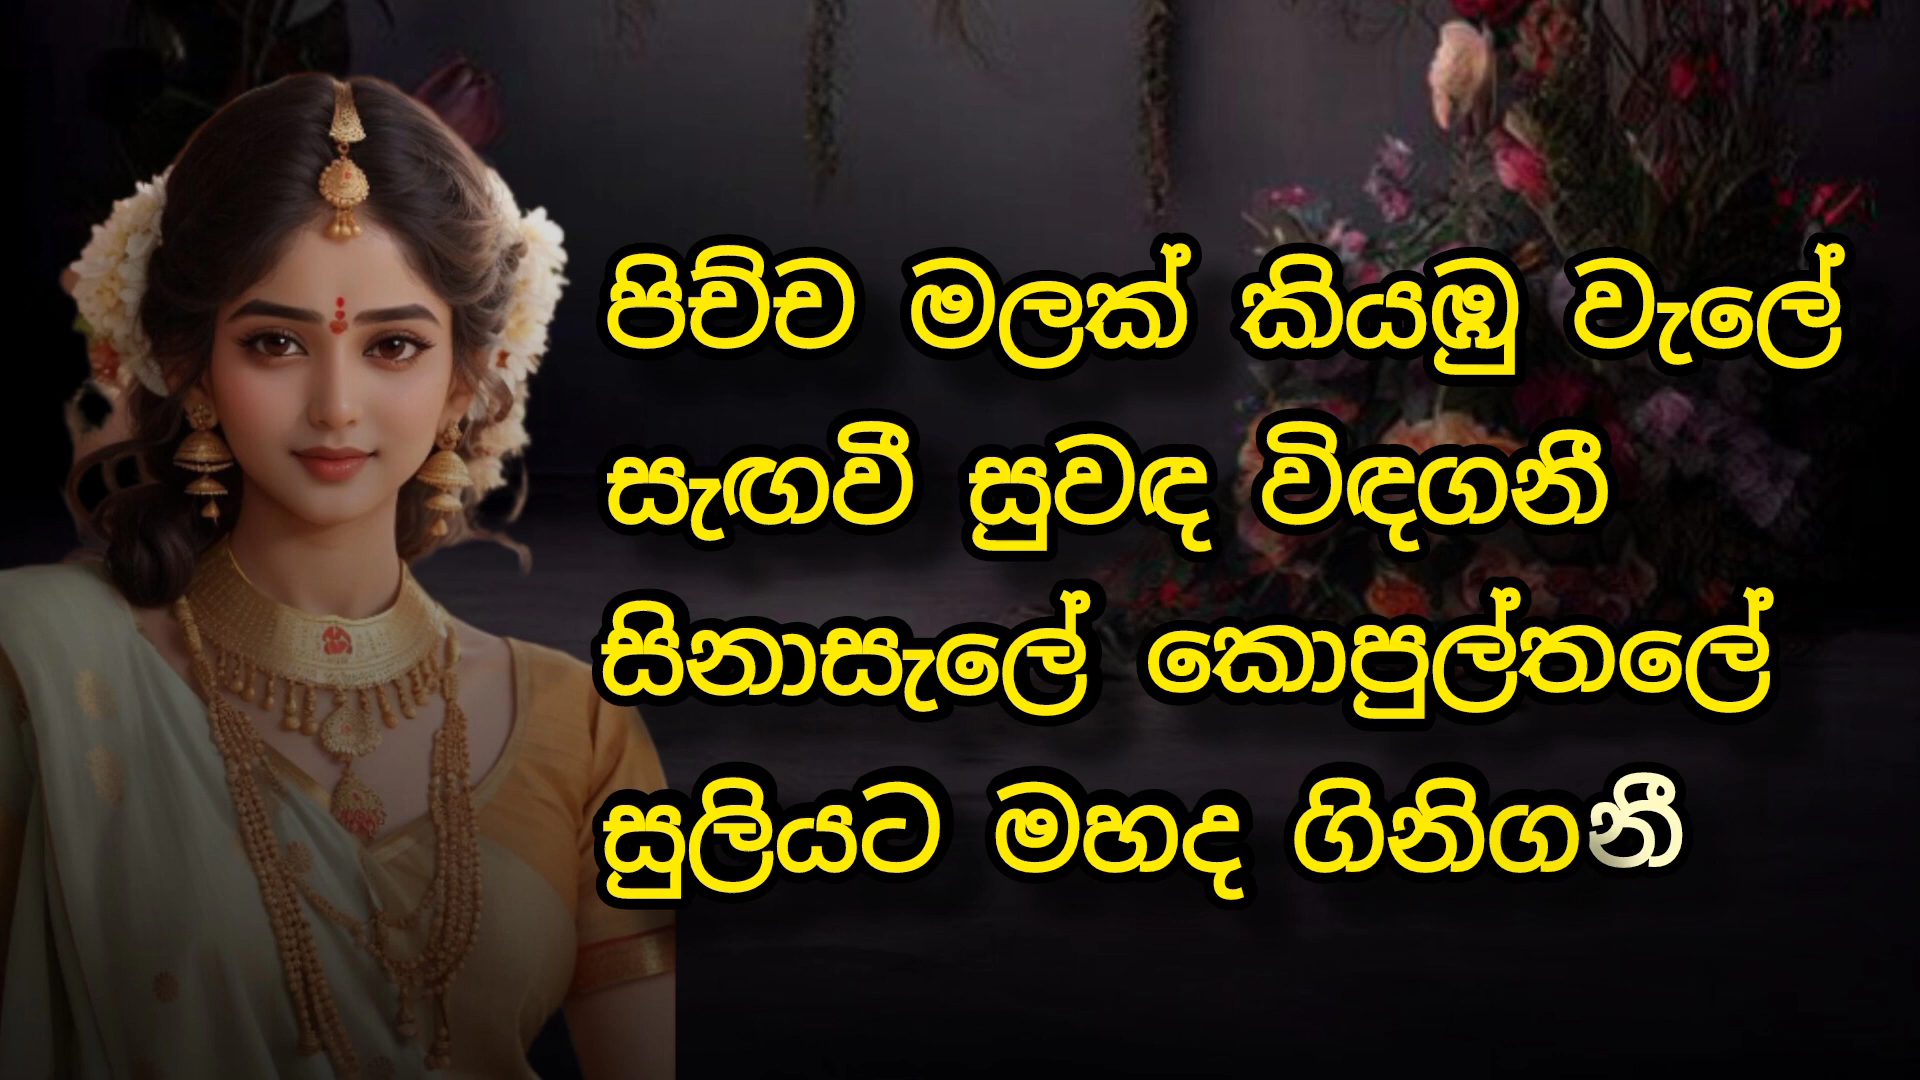 පිච්ච මලක් කියඹු වැලේ
සැඟවී සුවඳ විඳගනී
සිනාසැලේ කොපුල්තලේ
සුලියට මහද ගිනිගනී